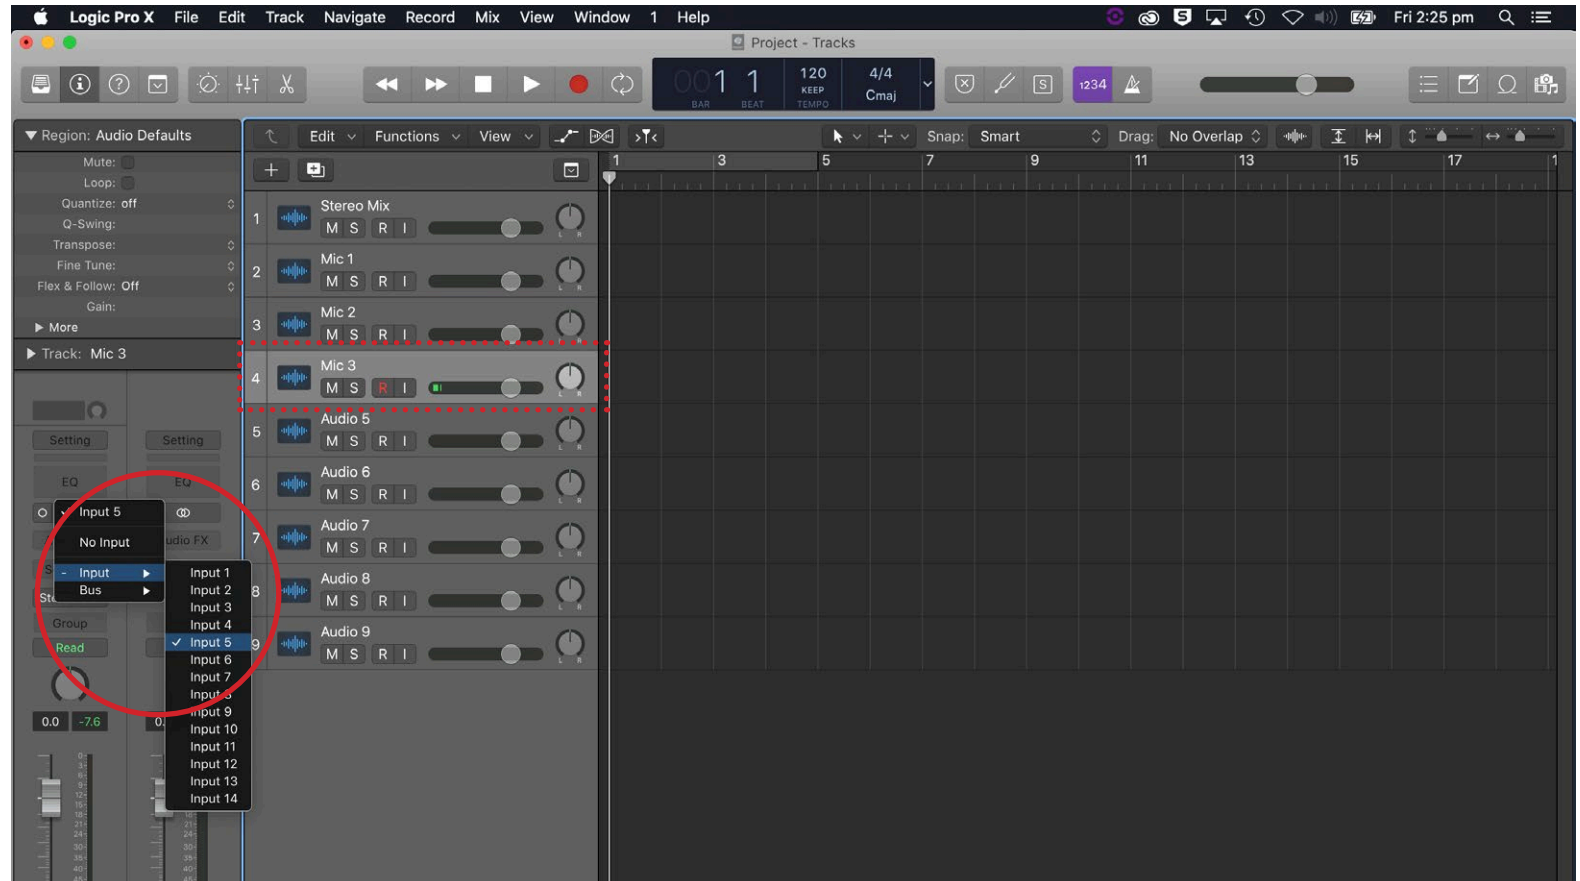 Logic Pro X File Edit Track Navigate Record Mix View Window 1 Help Fri 2:25 pm
Project - Tracks
001 1 120 4/4
KEEP Cmaj
BAR BEAT TEMPO
S 1234
Region: Audio Defaults
Mute:
Loop:
Quantize: off
Q-Swing:
Transpose:
Fine Tune:
Flex & Follow: Off
Gain:
More
Track: Mic 3
Setting Setting
EQ EQ
Input 5
No Input
udio FX
Input
Bus
Group
Read
0.0 -7.6
Input 1
Input 2
Input 3
Input 4
Input 5
Input 6
Input 7
Input 8
Input 9
Input 10
Input 11
Input 12
Input 13
Input 14
Edit Functions View Snap: Smart Drag: No Overlap
1 3 5 7 9 11 13 15 17 1
1 Stereo Mix
M S R I
L R
2 Mic 1
M S R I
L R
3 Mic 2
M S R I
4 Mic 3
M S R I
L R
5 Audio 5
M S R I
L R
6 Audio 6
M S R I
L R
7 Audio 7
M S R I
L R
8 Audio 8
M S R I
L R
9 Audio 9
M S R I
L R